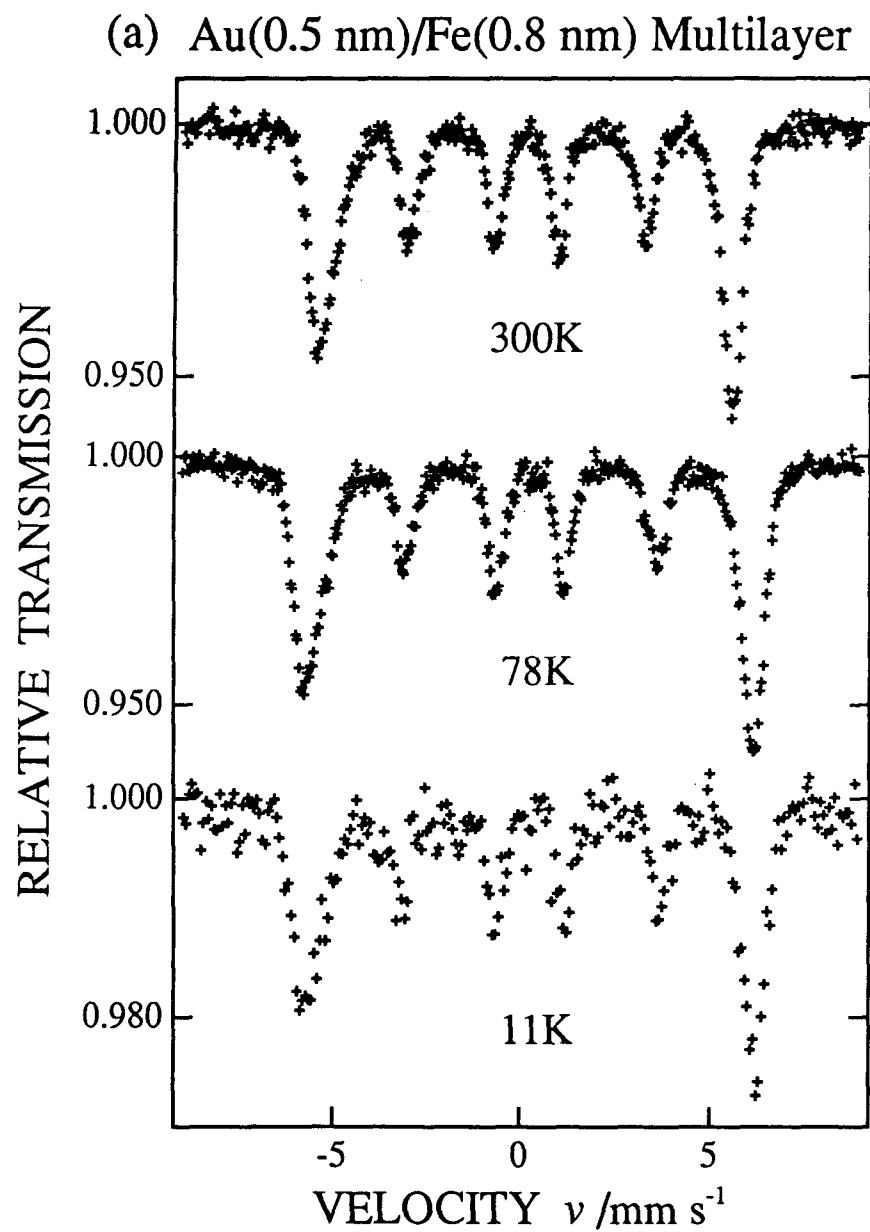 (a) Au(0.5 nm)/Fe(0.8 nm) Multilayer
1.000
300K
0.950
1.000
78K
0.950
1.000
0.980
11K
-5 0 5
VELOCITY v /mm s⁻¹
RELATIVE TRANSMISSION